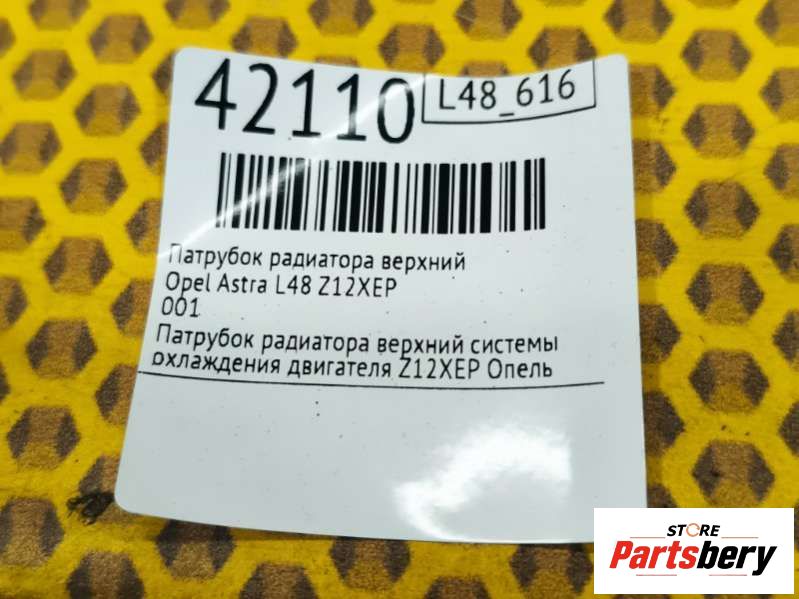 42110
L48_616
Патрубок радиатора верхний
Opel Astra L48 Z12XEP
001
Патрубок радиатора верхний системы
охлаждения двигателя Z12XEP Опель
STORE
Partsbery